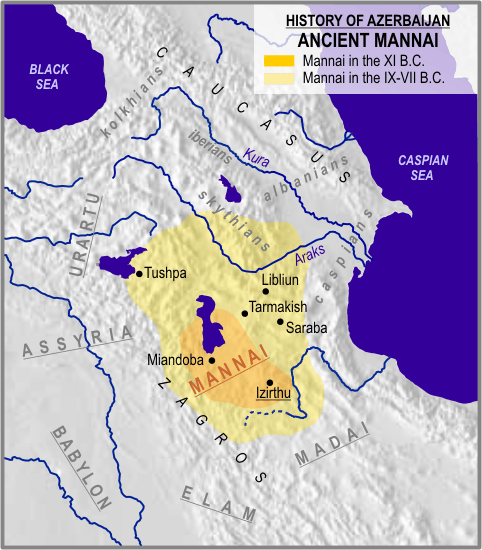 HISTORY OF AZERBAIJAN
ANCIENT MANNAI
Mannai in the XI B.C.
Mannai in the IX-VII B.C.
BLACK
SEA
CAUCASUS
kolkhians
iberians
Kura
albanians
CASPIAN
SEA
skythians
caspians
URARTU
Araks
Tushpa
Libliun
Tarmakish
Saraba
ASSYRIA
Miandoba
MANNAI
Izirthu
ZAGROS
MADAI
BABYLON
ELAM